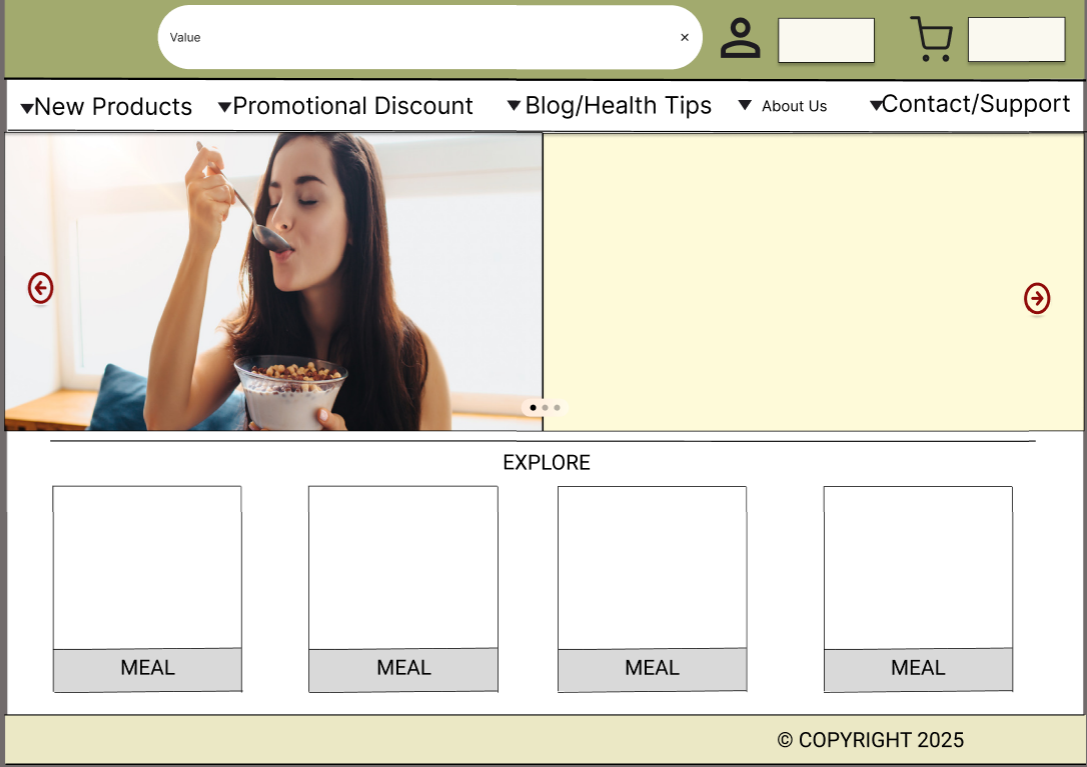 Value
New Products
Promotional Discount
Blog/Health Tips
About Us
Contact/Support
EXPLORE
MEAL
MEAL
MEAL
MEAL
© COPYRIGHT 2025